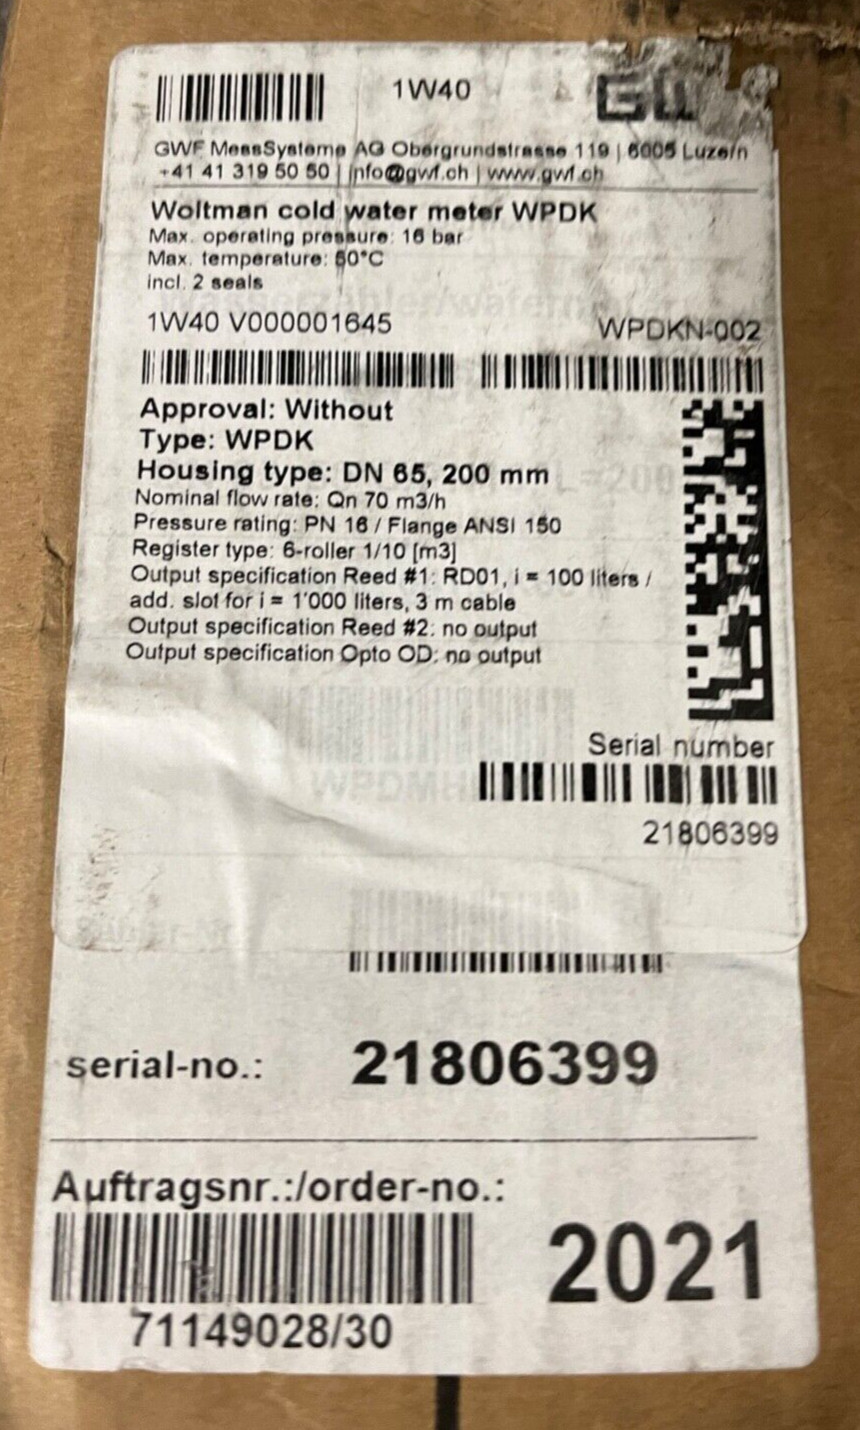 1W40
GWF MessSysteme AG Obergrundstrasse 119 | 6005 Luzern
+41 41 319 50 50 | info@gwf.ch | www.gwf.ch
Woltman cold water meter WPDK
Max. operating pressure: 16 bar
Max. temperature: 50°C
incl. 2 seals
1W40 V000001645
WPDKN-002
Approval: Without
Type: WPDK
Housing type: DN 65, 200 mm
L=200
Nominal flow rate: Qn 70 m3/h
Pressure rating: PN 16 / Flange ANSI 150
Register type: 6-roller 1/10 [m3]
Output specification Reed #1: RD01, i = 100 liters /
add. slot for i = 1'000 liters, 3 m cable
Output specification Reed #2: no output
Output specification Opto OD: no output
Serial number
21806399
serial-no.: 21806399
Auftragsnr.:/order-no.:
2021
71149028/30